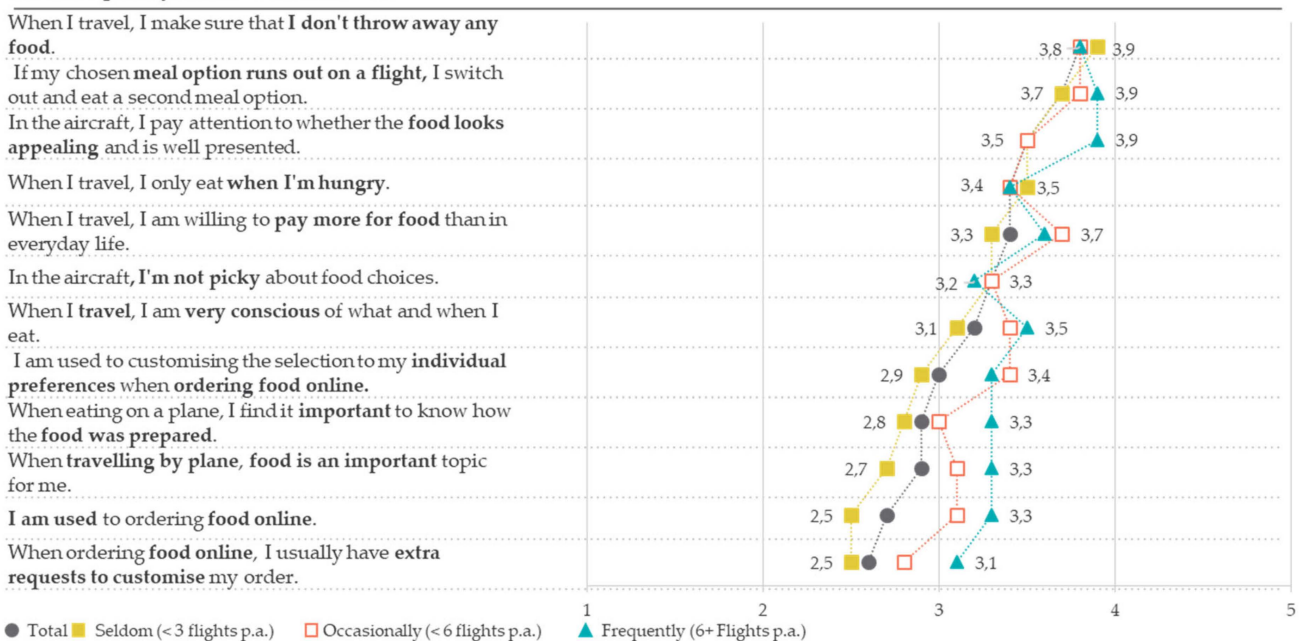 When I travel, I make sure that I don't throw away any
food.
3,8 3,9
If my chosen meal option runs out on a flight, I switch
out and eat a second meal option.
3,7 3,9
In the aircraft, I pay attention to whether the food looks
appealing and is well presented.
3,5 3,9
When I travel, I only eat when I'm hungry.
3,4 3,5
When I travel, I am willing to pay more for food than in
everyday life.
3,3 3,7
In the aircraft, I'm not picky about food choices.
3,2 3,3
When I travel, I am very conscious of what and when I
eat.
3,1 3,5
I am used to customising the selection to my individual
preferences when ordering food online.
2,9 3,4
When eating on a plane, I find it important to know how
the food was prepared.
2,8 3,3
When travelling by plane, food is an important topic
for me.
2,7 3,3
I am used to ordering food online.
2,5 3,3
When ordering food online, I usually have extra
requests to customise my order.
2,5 3,1
1 2 3 4 5
Total Seldom (< 3 flights p.a.) Occasionally (< 6 flights p.a.) Frequently (6+ Flights p.a.)